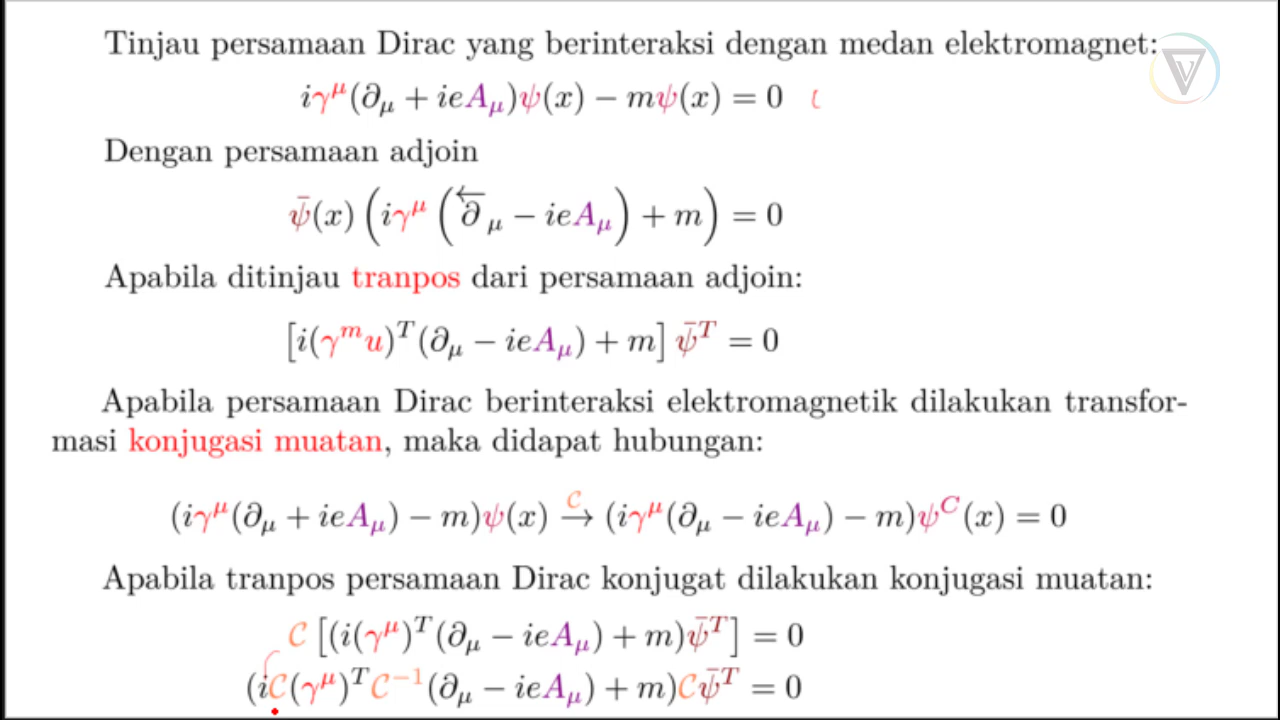 Tinjau persamaan Dirac yang berinteraksi dengan medan elektromagnet:
iγ^μ(∂_μ + ieA_μ)ψ(x) − mψ(x) = 0
Dengan persamaan adjoin
ψ̄(x) (iγ^μ (∂⃖_μ − ieA_μ) + m) = 0
Apabila ditinjau tranpos dari persamaan adjoin:
[i(γ^m u)^T(∂_μ − ieA_μ) + m] ψ̄^T = 0
Apabila persamaan Dirac berinteraksi elektromagnetik dilakukan transfor-
masi konjugasi muatan, maka didapat hubungan:
(iγ^μ(∂_μ + ieA_μ) − m)ψ(x) →^C (iγ^μ(∂_μ − ieA_μ) − m)ψ^C(x) = 0
Apabila tranpos persamaan Dirac konjugat dilakukan konjugasi muatan:
C [(i(γ^μ)^T(∂_μ − ieA_μ) + m)ψ̄^T] = 0
(iC(γ^μ)^T C^−1(∂_μ − ieA_μ) + m)Cψ̄^T = 0